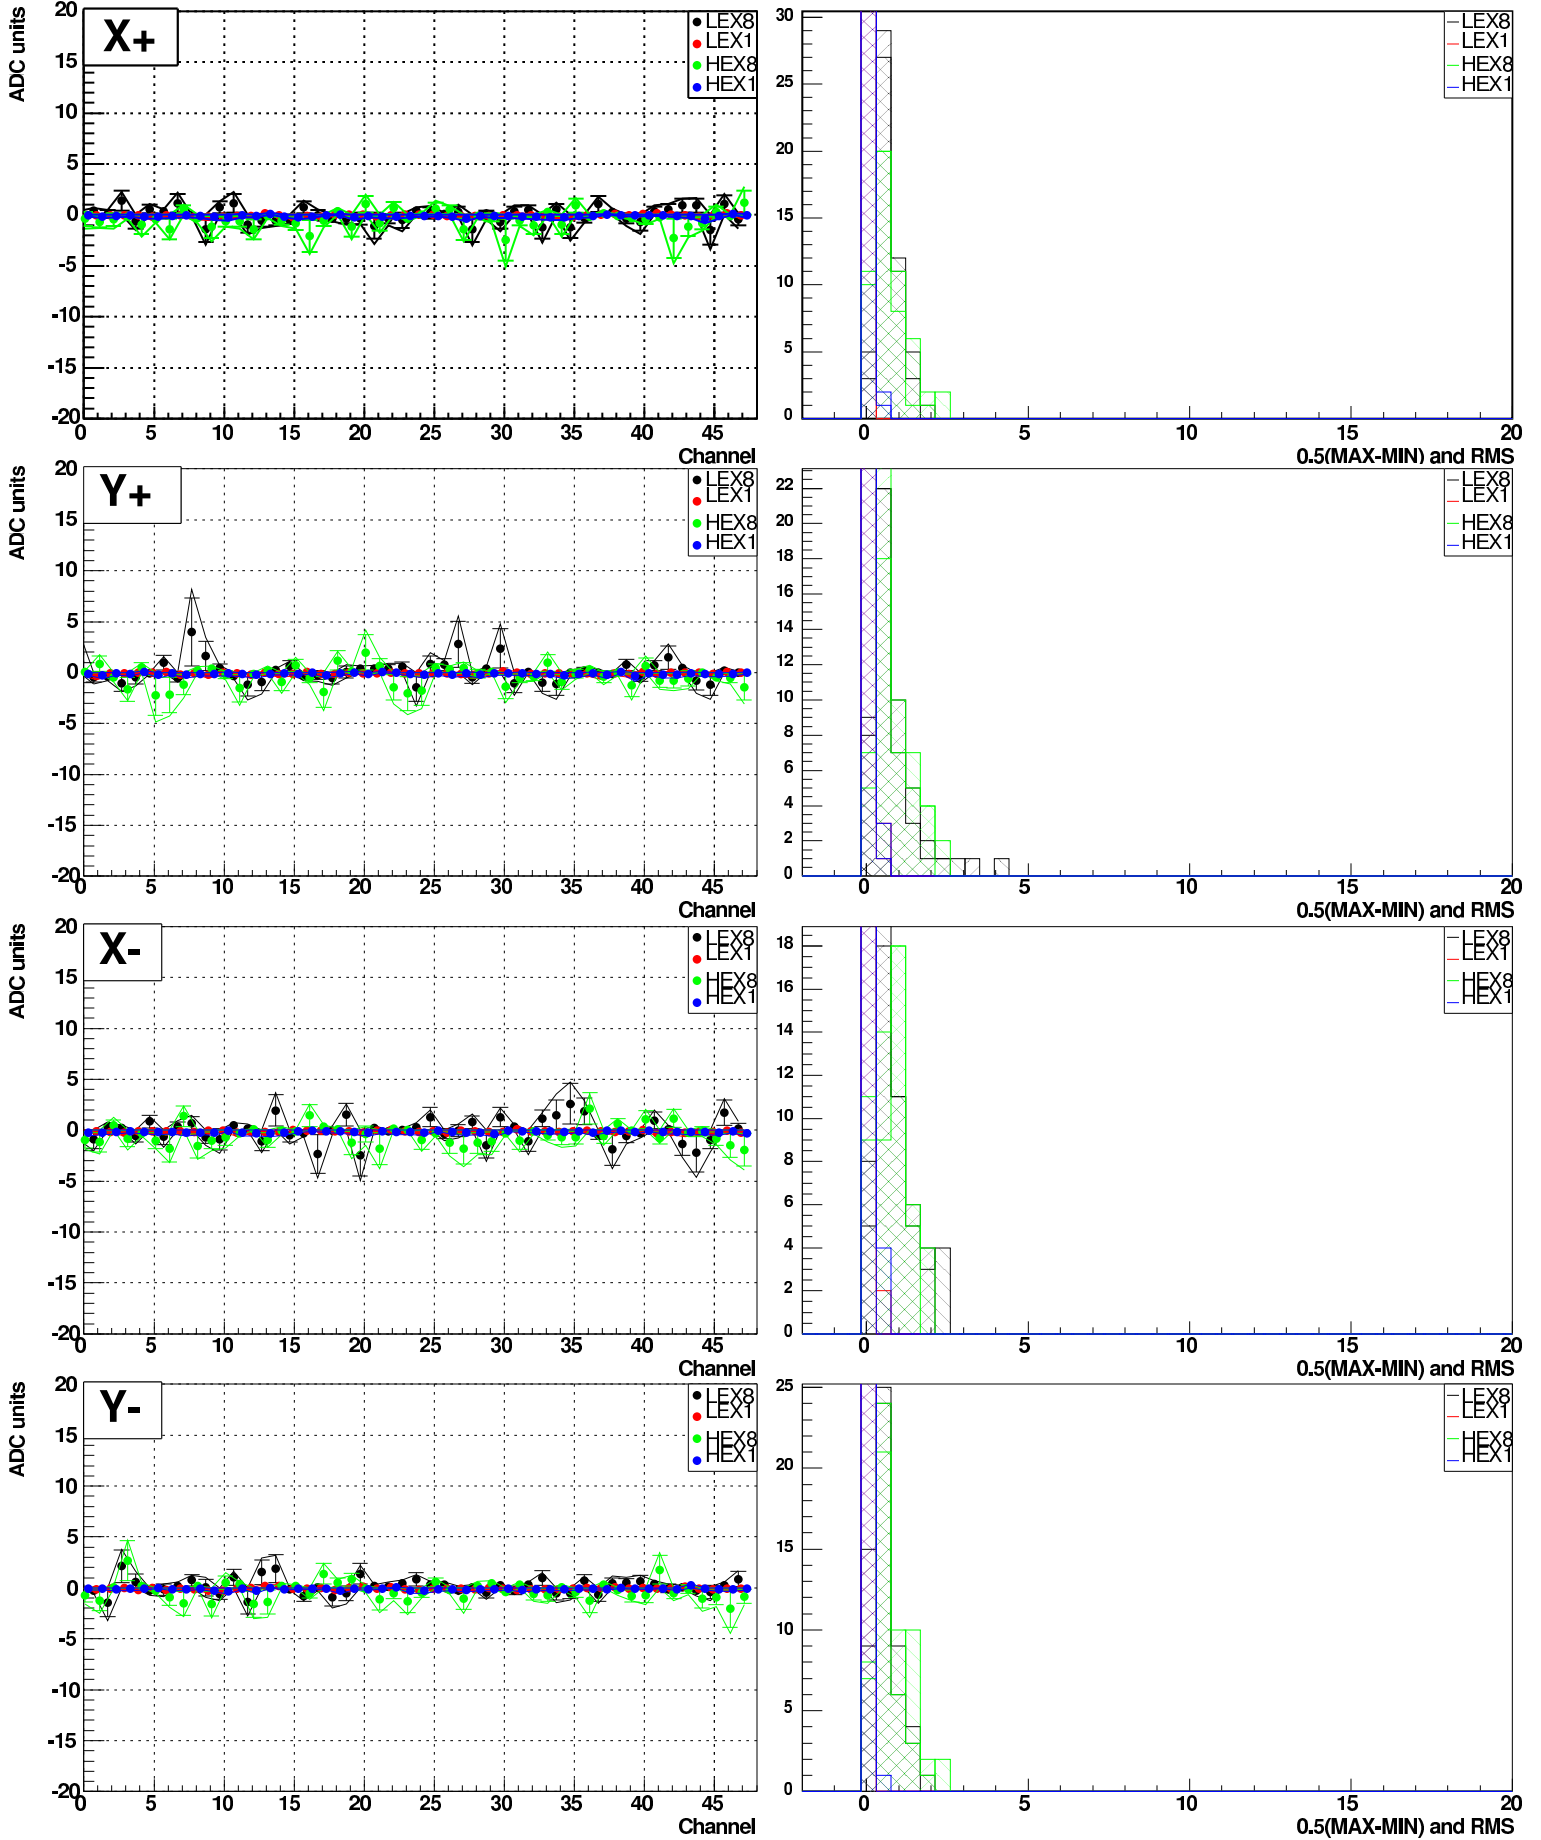 ADC units
X+
20
15
10
5
0
-5
-10
-15
-20
0 5 10 15 20 25 30 35 40 45
Channel
LEX8
LEX1
HEX8
HEX1
30
25
20
15
10
5
0
0 5 10 15 20
0.5(MAX-MIN) and RMS
LEX8
LEX1
HEX8
HEX1
ADC units
Y+
20
15
10
5
0
-5
-10
-15
-20
0 5 10 15 20 25 30 35 40 45
Channel
LEX8
LEX1
HEX8
HEX1
22
20
18
16
14
12
10
8
6
4
2
0
0 5 10 15 20
0.5(MAX-MIN) and RMS
LEX8
LEX1
HEX8
HEX1
ADC units
X-
20
15
10
5
0
-5
-10
-15
-20
0 5 10 15 20 25 30 35 40 45
Channel
LEX8
LEX1
HEX8
HEX1
18
16
14
12
10
8
6
4
2
0
0 5 10 15 20
0.5(MAX-MIN) and RMS
LEX8
LEX1
HEX8
HEX1
ADC units
Y-
20
15
10
5
0
-5
-10
-15
-20
0 5 10 15 20 25 30 35 40 45
Channel
LEX8
LEX1
HEX8
HEX1
25
20
15
10
5
0
0 5 10 15 20
0.5(MAX-MIN) and RMS
LEX8
LEX1
HEX8
HEX1